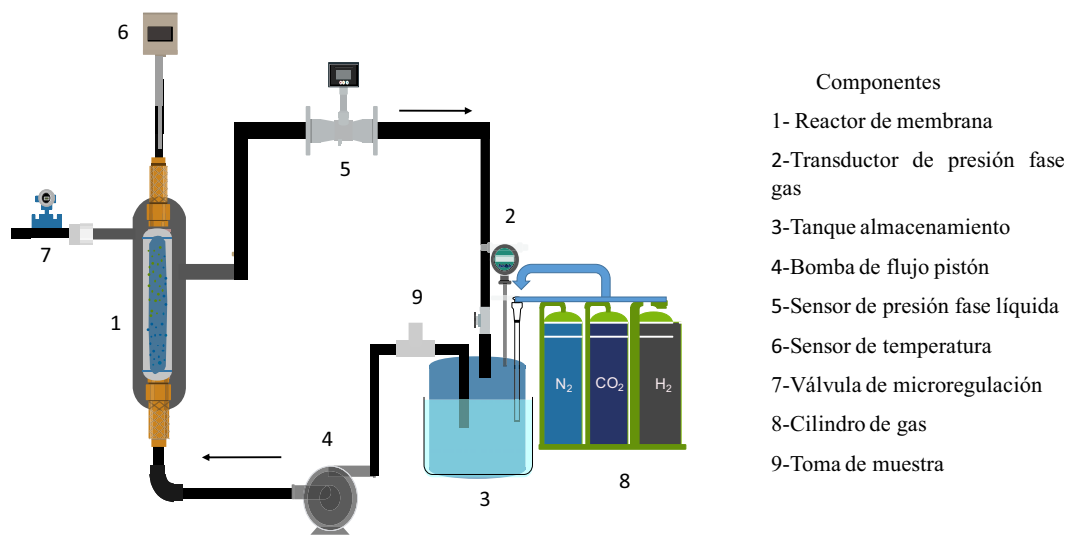 6
5
2
7
9
1
N2
CO2
H2
4
3
8
Componentes
1- Reactor de membrana
2-Transductor de presión fase
gas
3-Tanque almacenamiento
4-Bomba de flujo pistón
5-Sensor de presión fase líquida
6-Sensor de temperatura
7-Válvula de microregulación
8-Cilindro de gas
9-Toma de muestra